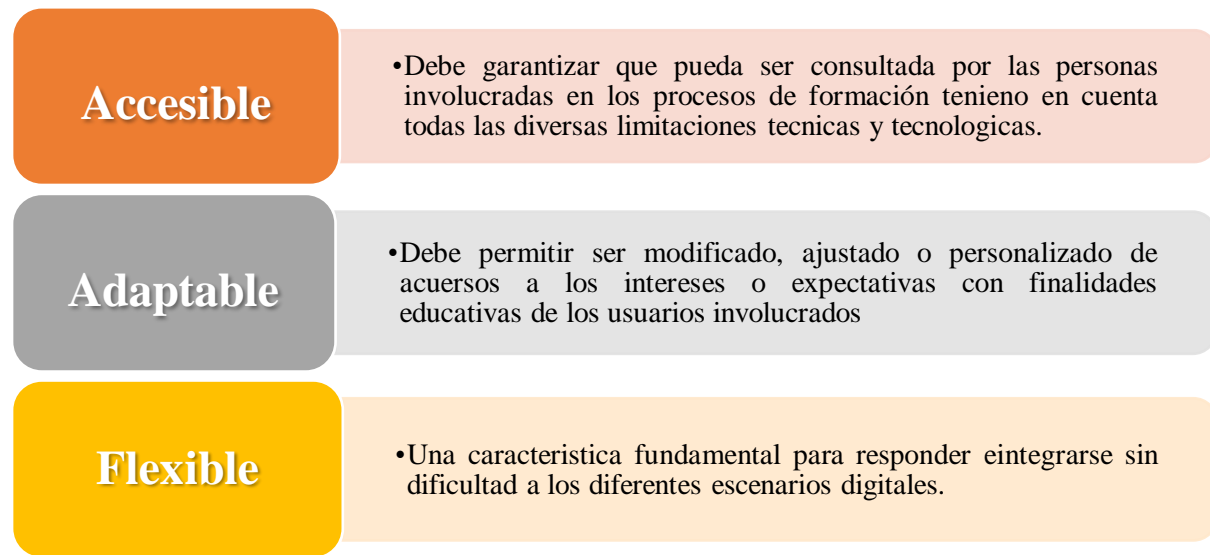 Accesible
•Debe garantizar que pueda ser consultada por las personas
involucradas en los procesos de formación tenieno en cuenta
todas las diversas limitaciones tecnicas y tecnologicas.
Adaptable
•Debe permitir ser modificado, ajustado o personalizado de
acuersos a los intereses o expectativas con finalidades
educativas de los usuarios involucrados
Flexible
•Una caracteristica fundamental para responder eintegrarse sin
dificultad a los diferentes escenarios digitales.